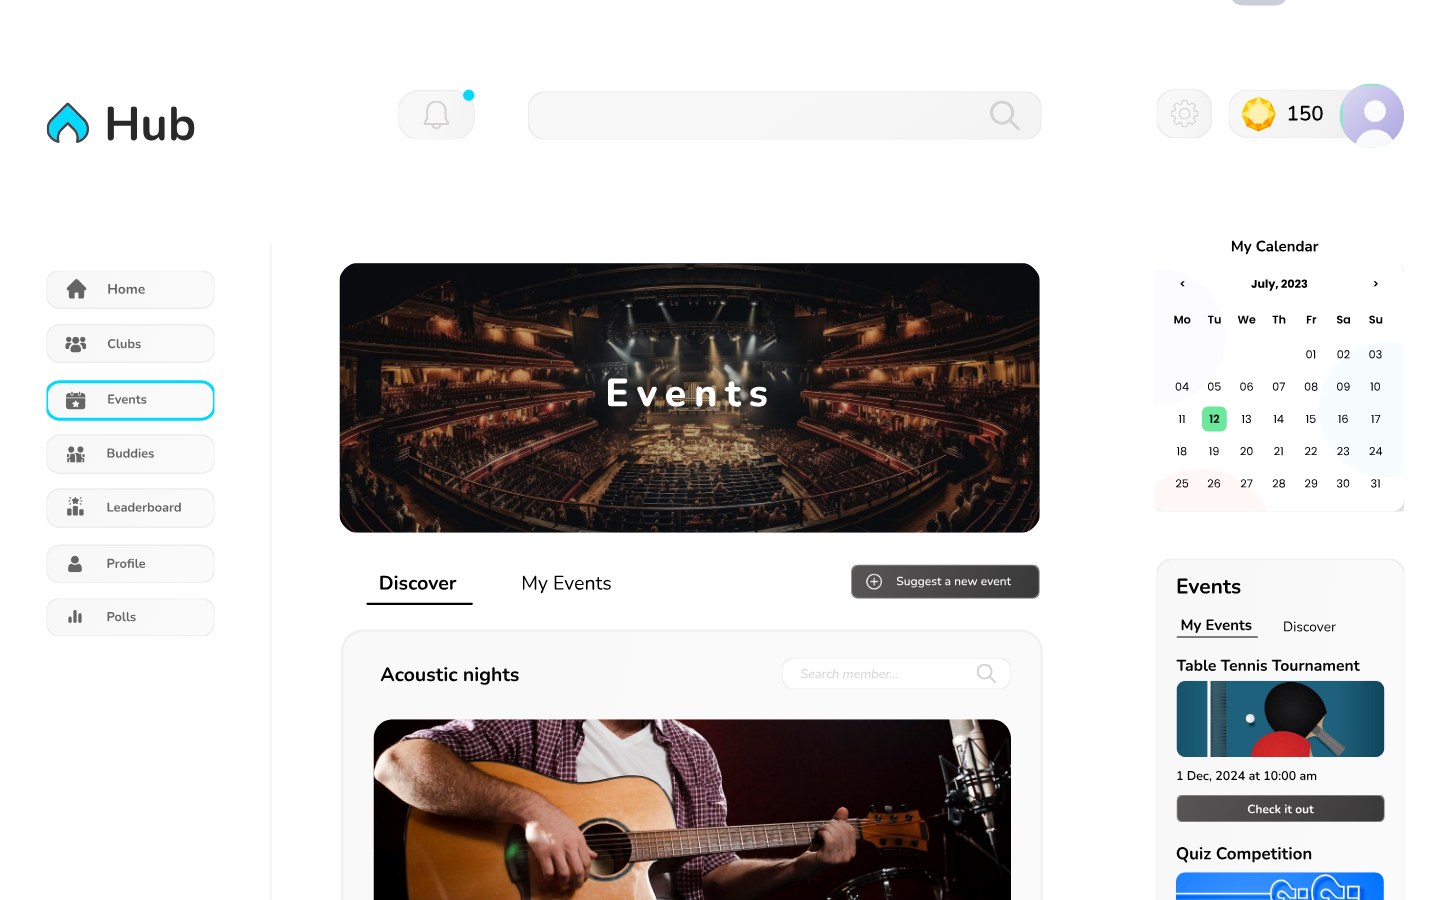 Hub
150
Home
Clubs
Events
Buddies
Leaderboard
Profile
Polls
Events
Discover
My Events
Suggest a new event
Acoustic nights
Search member...
My Calendar
‹ July, 2023 ›
Mo Tu We Th Fr Sa Su
01 02 03
04 05 06 07 08 09 10
11 12 13 14 15 16 17
18 19 20 21 22 23 24
25 26 27 28 29 30 31
Events
My Events Discover
Table Tennis Tournament
1 Dec, 2024 at 10:00 am
Check it out
Quiz Competition